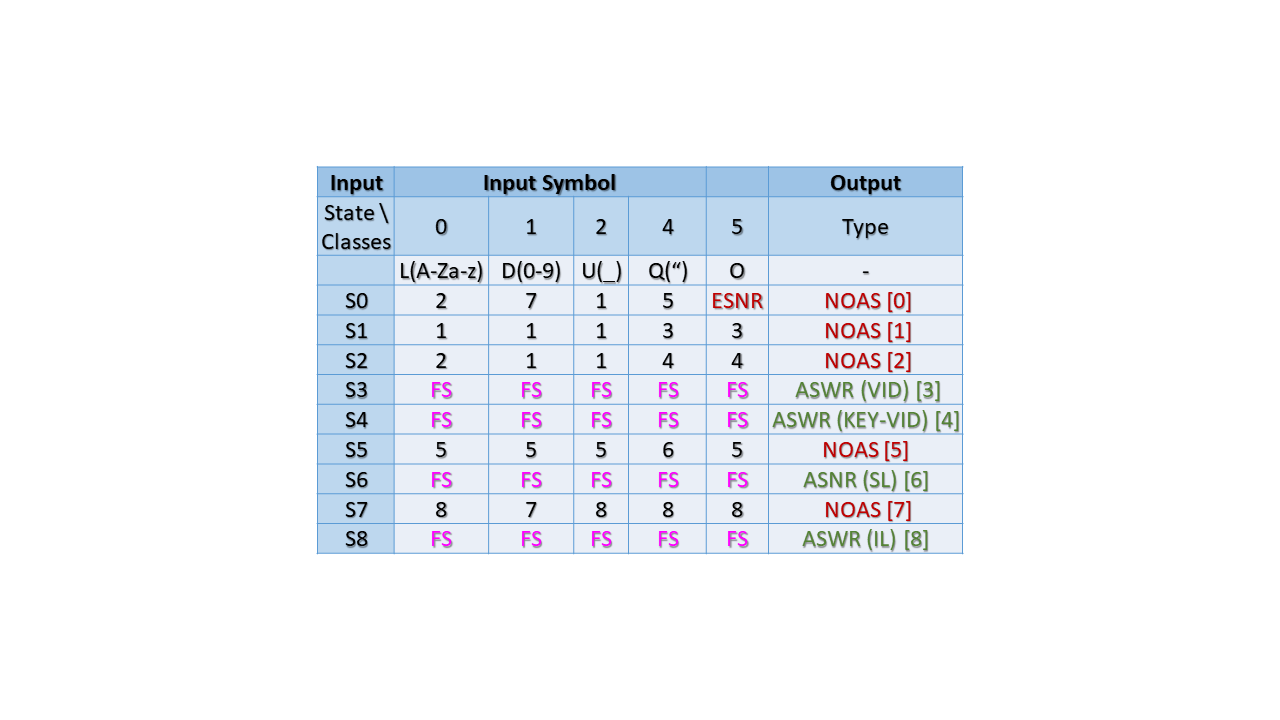 Input Input Symbol Output
State \ Classes 0 1 2 4 5 Type
L(A-Za-z) D(0-9) U(_) Q(“) O -
S0 2 7 1 5 ESNR NOAS [0]
S1 1 1 1 3 3 NOAS [1]
S2 2 1 1 4 4 NOAS [2]
S3 FS FS FS FS FS ASWR (VID) [3]
S4 FS FS FS FS FS ASWR (KEY-VID) [4]
S5 5 5 5 6 5 NOAS [5]
S6 FS FS FS FS FS ASNR (SL) [6]
S7 8 7 8 8 8 NOAS [7]
S8 FS FS FS FS FS ASWR (IL) [8]